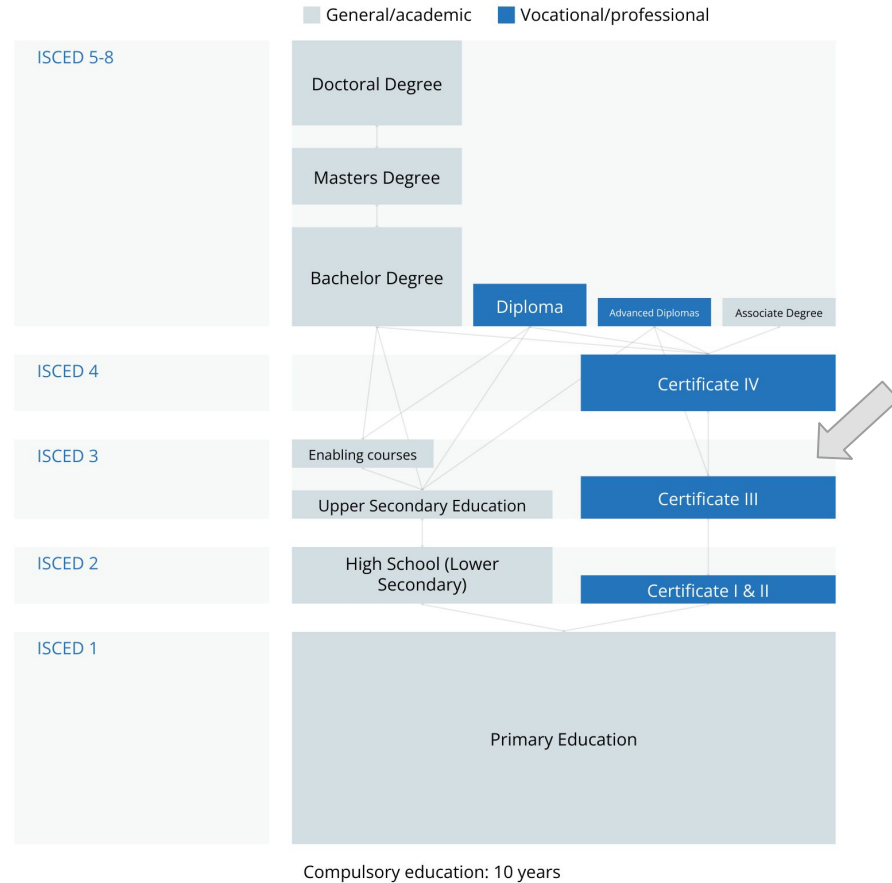 General/academic
Vocational/professional
ISCED 5-8
Doctoral Degree
Masters Degree
Bachelor Degree
Diploma
Advanced Diplomas
Associate Degree
ISCED 4
Certificate IV
ISCED 3
Enabling courses
Upper Secondary Education
Certificate III
ISCED 2
High School (Lower
Secondary)
Certificate I & II
ISCED 1
Primary Education
Compulsory education: 10 years